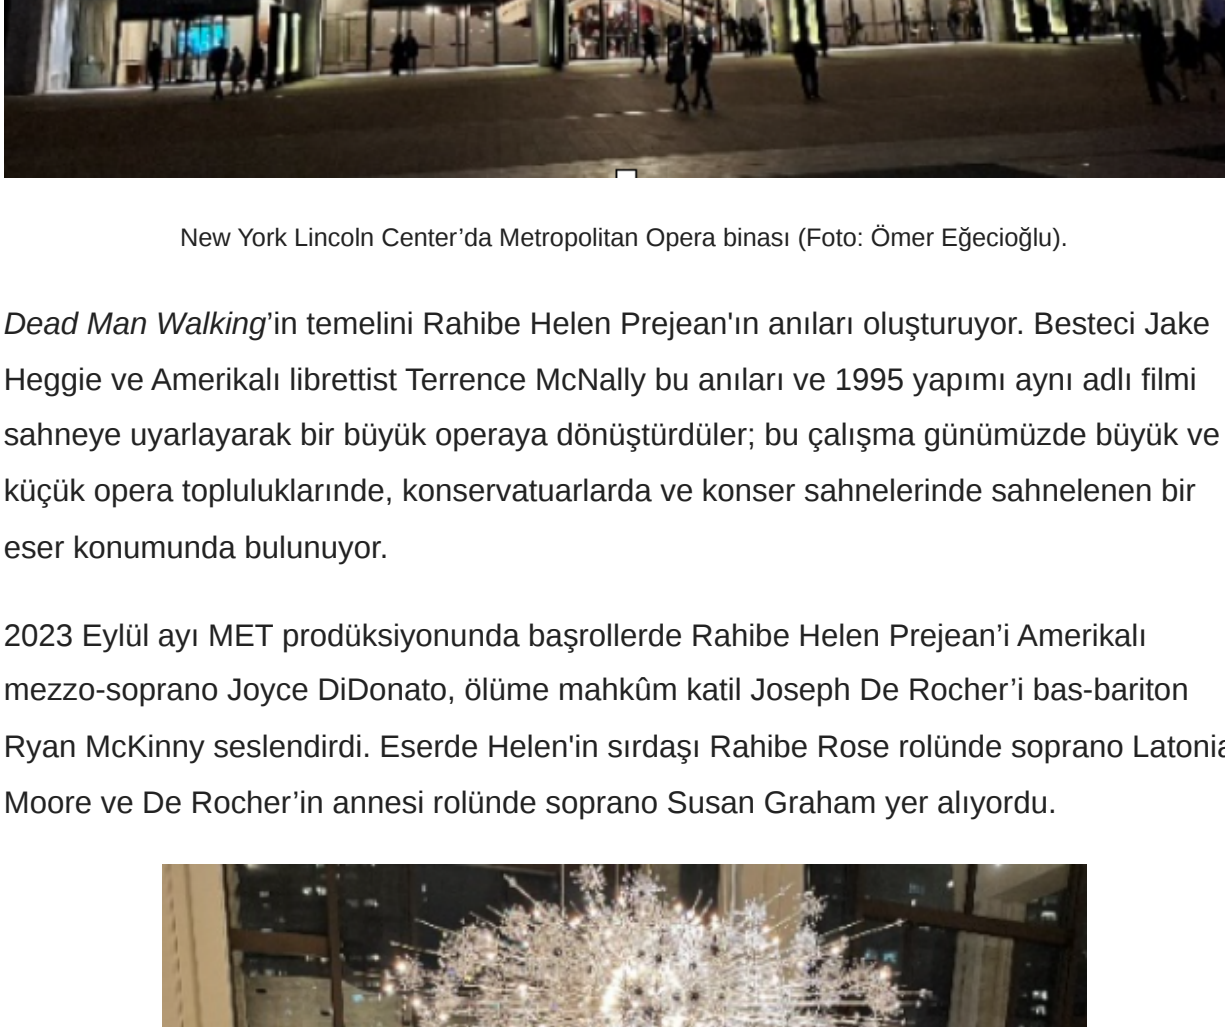 New York Lincoln Center’da Metropolitan Opera binası (Foto: Ömer Eğecioğlu).
Dead Man Walking’in temelini Rahibe Helen Prejean'ın anıları oluşturuyor. Besteci Jake
Heggie ve Amerikalı librettist Terrence McNally bu anıları ve 1995 yapımı aynı adlı filmi
sahneye uyarlayarak bir büyük operaya dönüştürdüler; bu çalışma günümüzde büyük ve
küçük opera topluluklarınde, konservatuarlarda ve konser sahnelerinde sahnelenen bir
eser konumunda bulunuyor.
2023 Eylül ayı MET prodüksiyonunda başrollerde Rahibe Helen Prejean’i Amerikalı
mezzo-soprano Joyce DiDonato, ölüme mahkûm katil Joseph De Rocher’i bas-bariton
Ryan McKinny seslendirdi. Eserde Helen'in sırdaşı Rahibe Rose rolünde soprano Latonia
Moore ve De Rocher’in annesi rolünde soprano Susan Graham yer alıyordu.